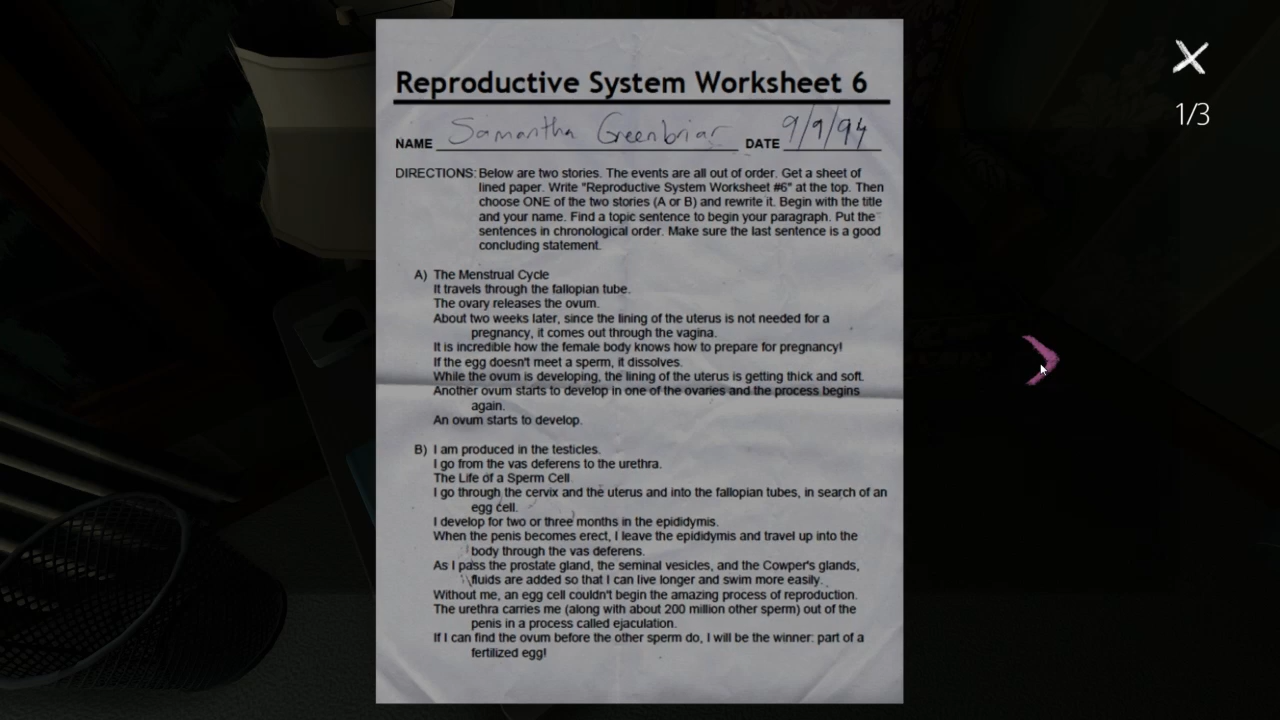 Reproductive System Worksheet 6
NAME Samantha Greenbriar DATE 9/9/94
1/3
DIRECTIONS: Below are two stories. The events are all out of order. Get a sheet of
lined paper. Write "Reproductive System Worksheet #6" at the top. Then
choose ONE of the two stories (A or B) and rewrite it. Begin with the title
and your name. Find a topic sentence to begin your paragraph. Put the
sentences in chronological order. Make sure the last sentence is a good
concluding statement.
A) The Menstrual Cycle
It travels through the fallopian tube.
The ovary releases the ovum.
About two weeks later, since the lining of the uterus is not needed for a
pregnancy, it comes out through the vagina.
It is incredible how the female body knows how to prepare for pregnancy!
If the egg doesn't meet a sperm, it dissolves.
While the ovum is developing, the lining of the uterus is getting thick and soft.
Another ovum starts to develop in one of the ovaries and the process begins
again.
An ovum starts to develop.
B) I am produced in the testicles.
I go from the vas deferens to the urethra.
The Life of a Sperm Cell
I go through the cervix and the uterus and into the fallopian tubes, in search of an
egg cell.
I develop for two or three months in the epididymis.
When the penis becomes erect, I leave the epididymis and travel up into the
body through the vas deferens.
As I pass the prostate gland, the seminal vesicles, and the Cowper's glands,
fluids are added so that I can live longer and swim more easily.
Without me, an egg cell couldn't begin the amazing process of reproduction.
The urethra carries me (along with about 200 million other sperm) out of the
penis in a process called ejaculation.
If I can find the ovum before the other sperm do, I will be the winner: part of a
fertilized egg!